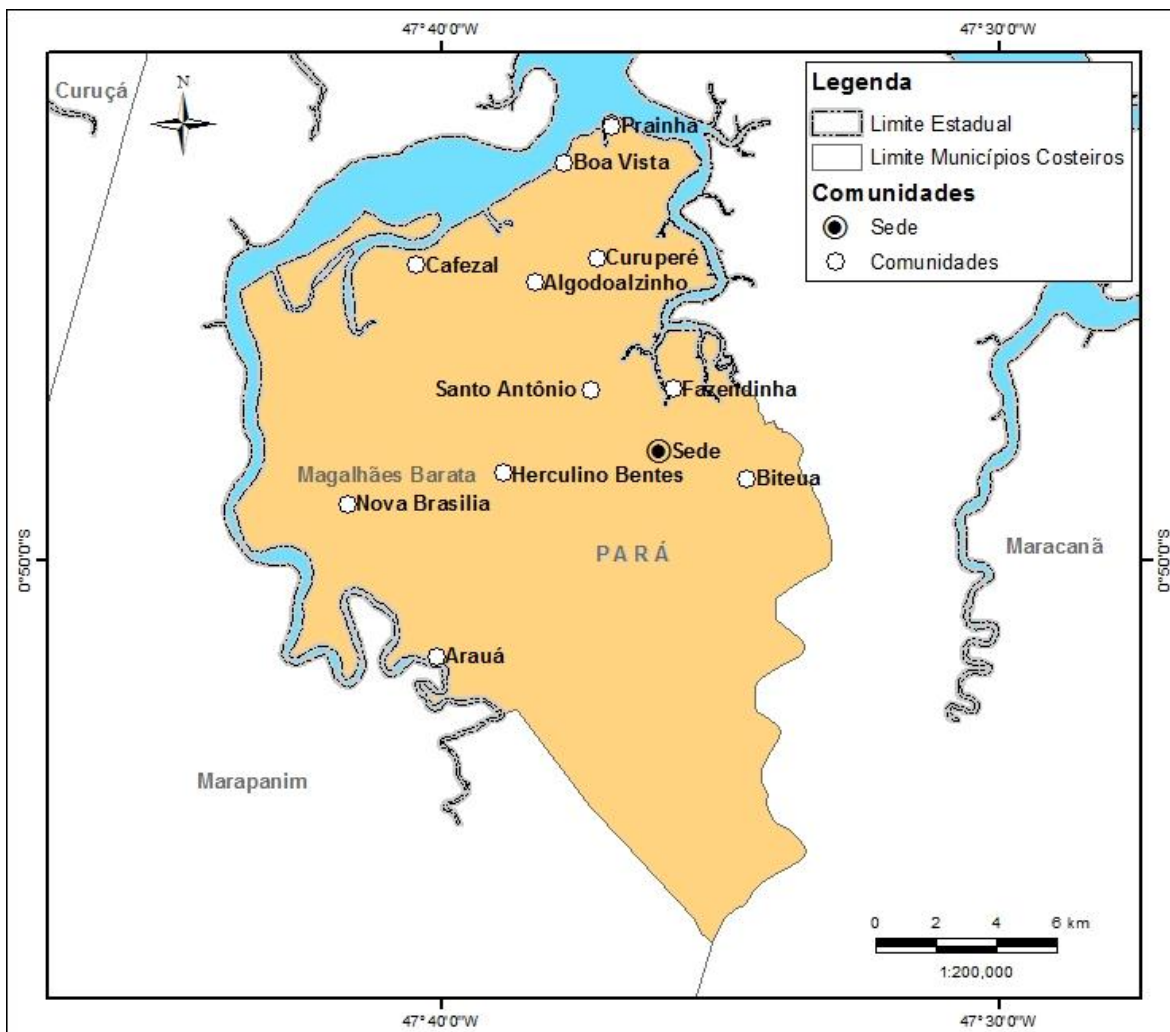 47°40'0"W
47°30'0"W
Curuçá
N
Legenda
Limite Estadual
Limite Municípios Costeiros
Comunidades
Sede
Comunidades
Prainha
Boa Vista
Cafezal
Curuperé
Algodoalzinho
Santo Antônio
Fazendinha
Sede
Magalhães Barata
Herculino Bentes
Biteua
Nova Brasilia
PARÁ
Maracanã
0°50'0"S
0°50'0"S
Arauá
Marapanim
0 2 4 6 km
1:200,000
47°40'0"W
47°30'0"W